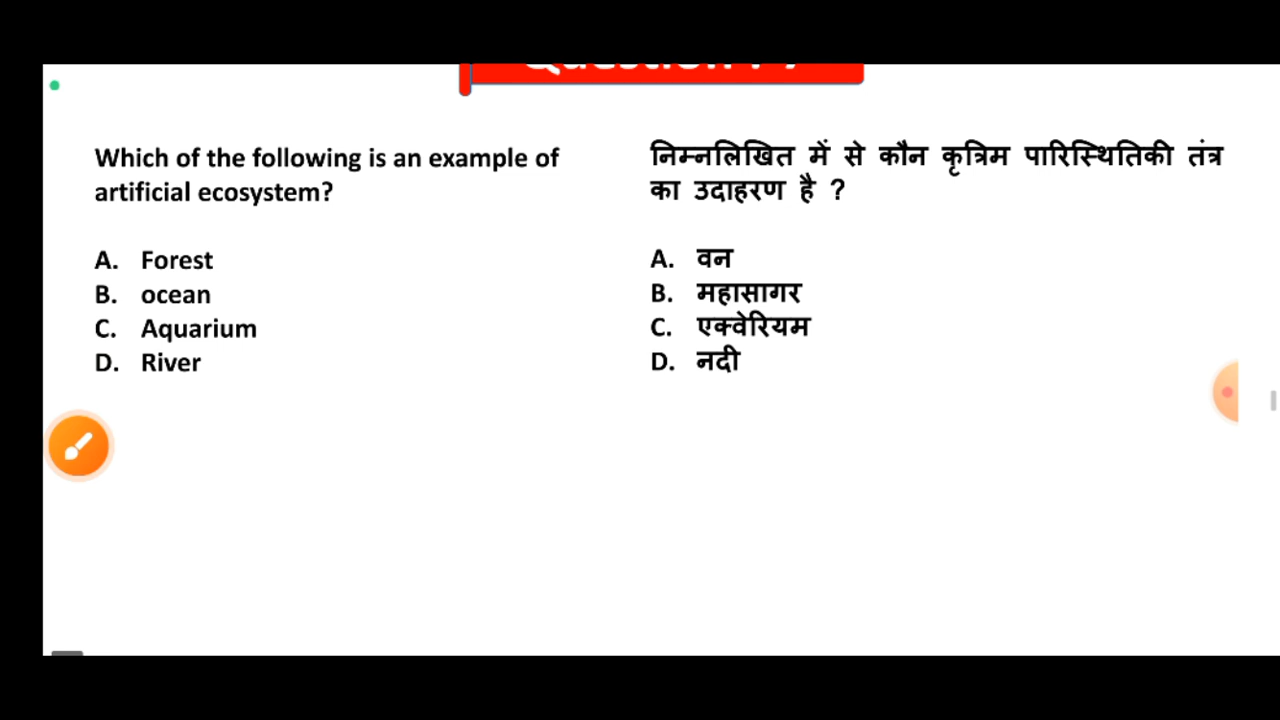 Which of the following is an example of
artificial ecosystem?
A. Forest
B. ocean
C. Aquarium
D. River
निम्नलिखित में से कौन कृत्रिम पारिस्थितिकी तंत्र
का उदाहरण है ?
A. वन
B. महासागर
C. एक्वेरियम
D. नदी